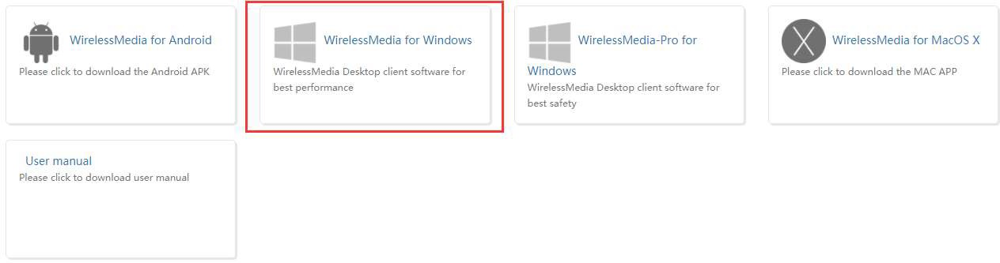 WirelessMedia for Android
Please click to download the Android APK
WirelessMedia for Windows
WirelessMedia Desktop client software for
best performance
WirelessMedia-Pro for
Windows
WirelessMedia Desktop client software for
best safety
WirelessMedia for MacOS X
Please click to download the MAC APP
User manual
Please click to download user manual